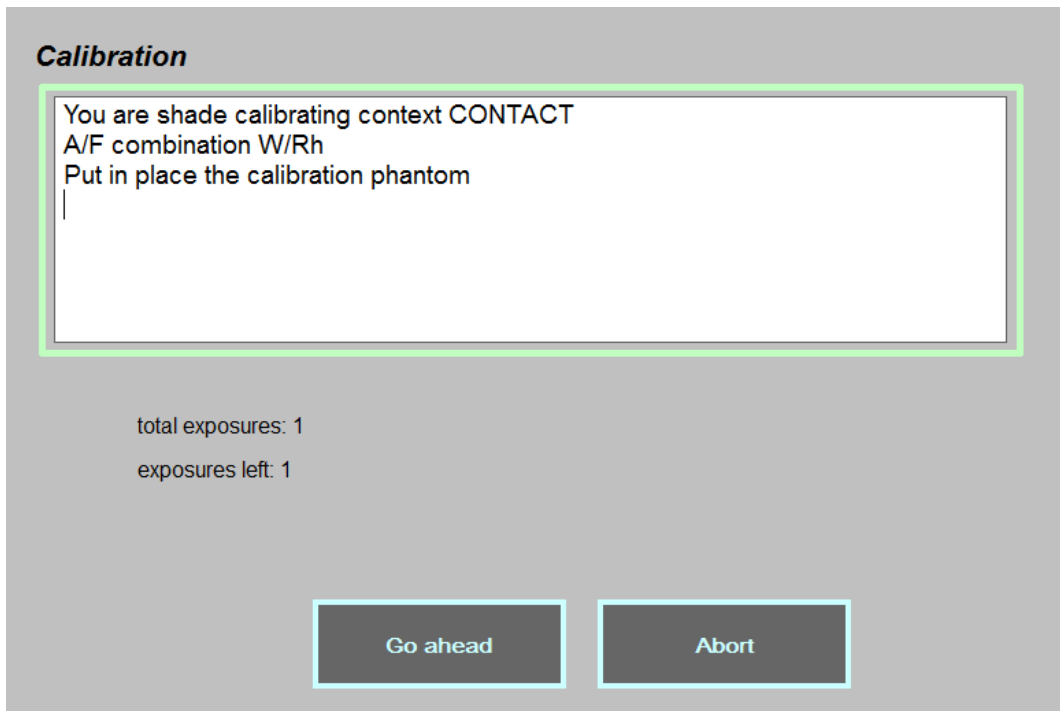 Calibration
You are shade calibrating context CONTACT
A/F combination W/Rh
Put in place the calibration phantom
total exposures: 1
exposures left: 1
Go ahead
Abort